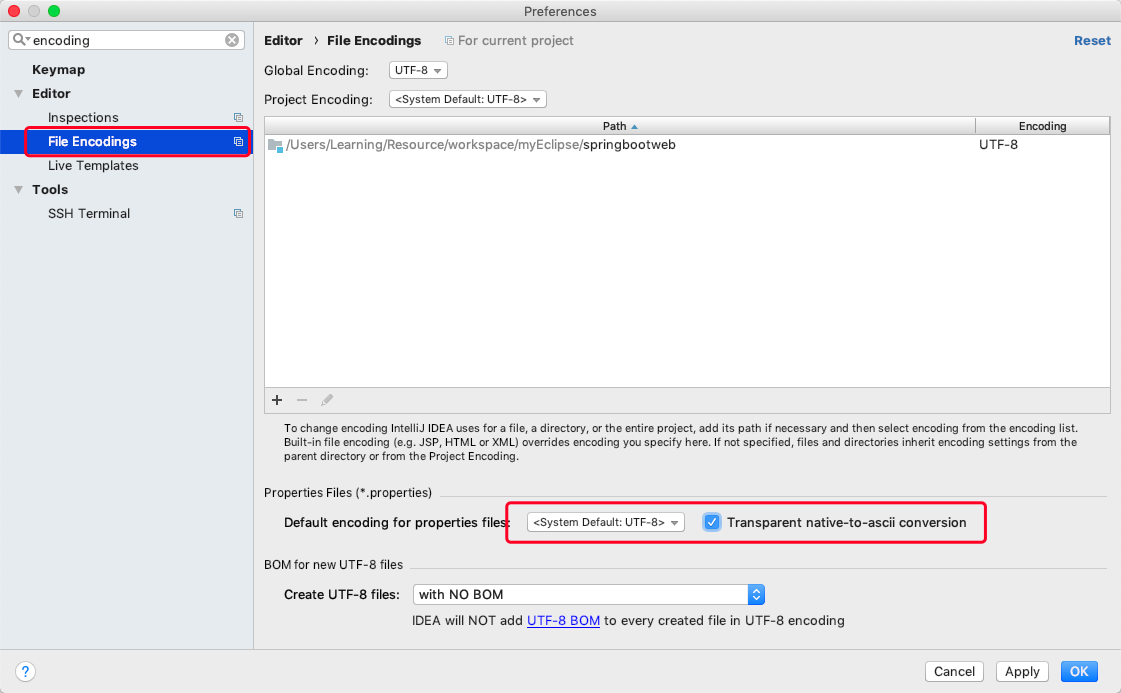 Preferences
encoding
Keymap
Editor
Inspections
File Encodings
Live Templates
Tools
SSH Terminal
Editor › File Encodings For current project Reset
Global Encoding: UTF-8
Project Encoding: <System Default: UTF-8>
Path Encoding
/Users/Learning/Resource/workspace/myEclipse/springbootweb UTF-8
To change encoding IntelliJ IDEA uses for a file, a directory, or the entire project, add its path if necessary and then select encoding from the encoding list.
Built-in file encoding (e.g. JSP, HTML or XML) overrides encoding you specify here. If not specified, files and directories inherit encoding settings from the
parent directory or from the Project Encoding.
Properties Files (*.properties)
Default encoding for properties files: <System Default: UTF-8> Transparent native-to-ascii conversion
BOM for new UTF-8 files
Create UTF-8 files: with NO BOM
IDEA will NOT add UTF-8 BOM to every created file in UTF-8 encoding
? Cancel Apply OK